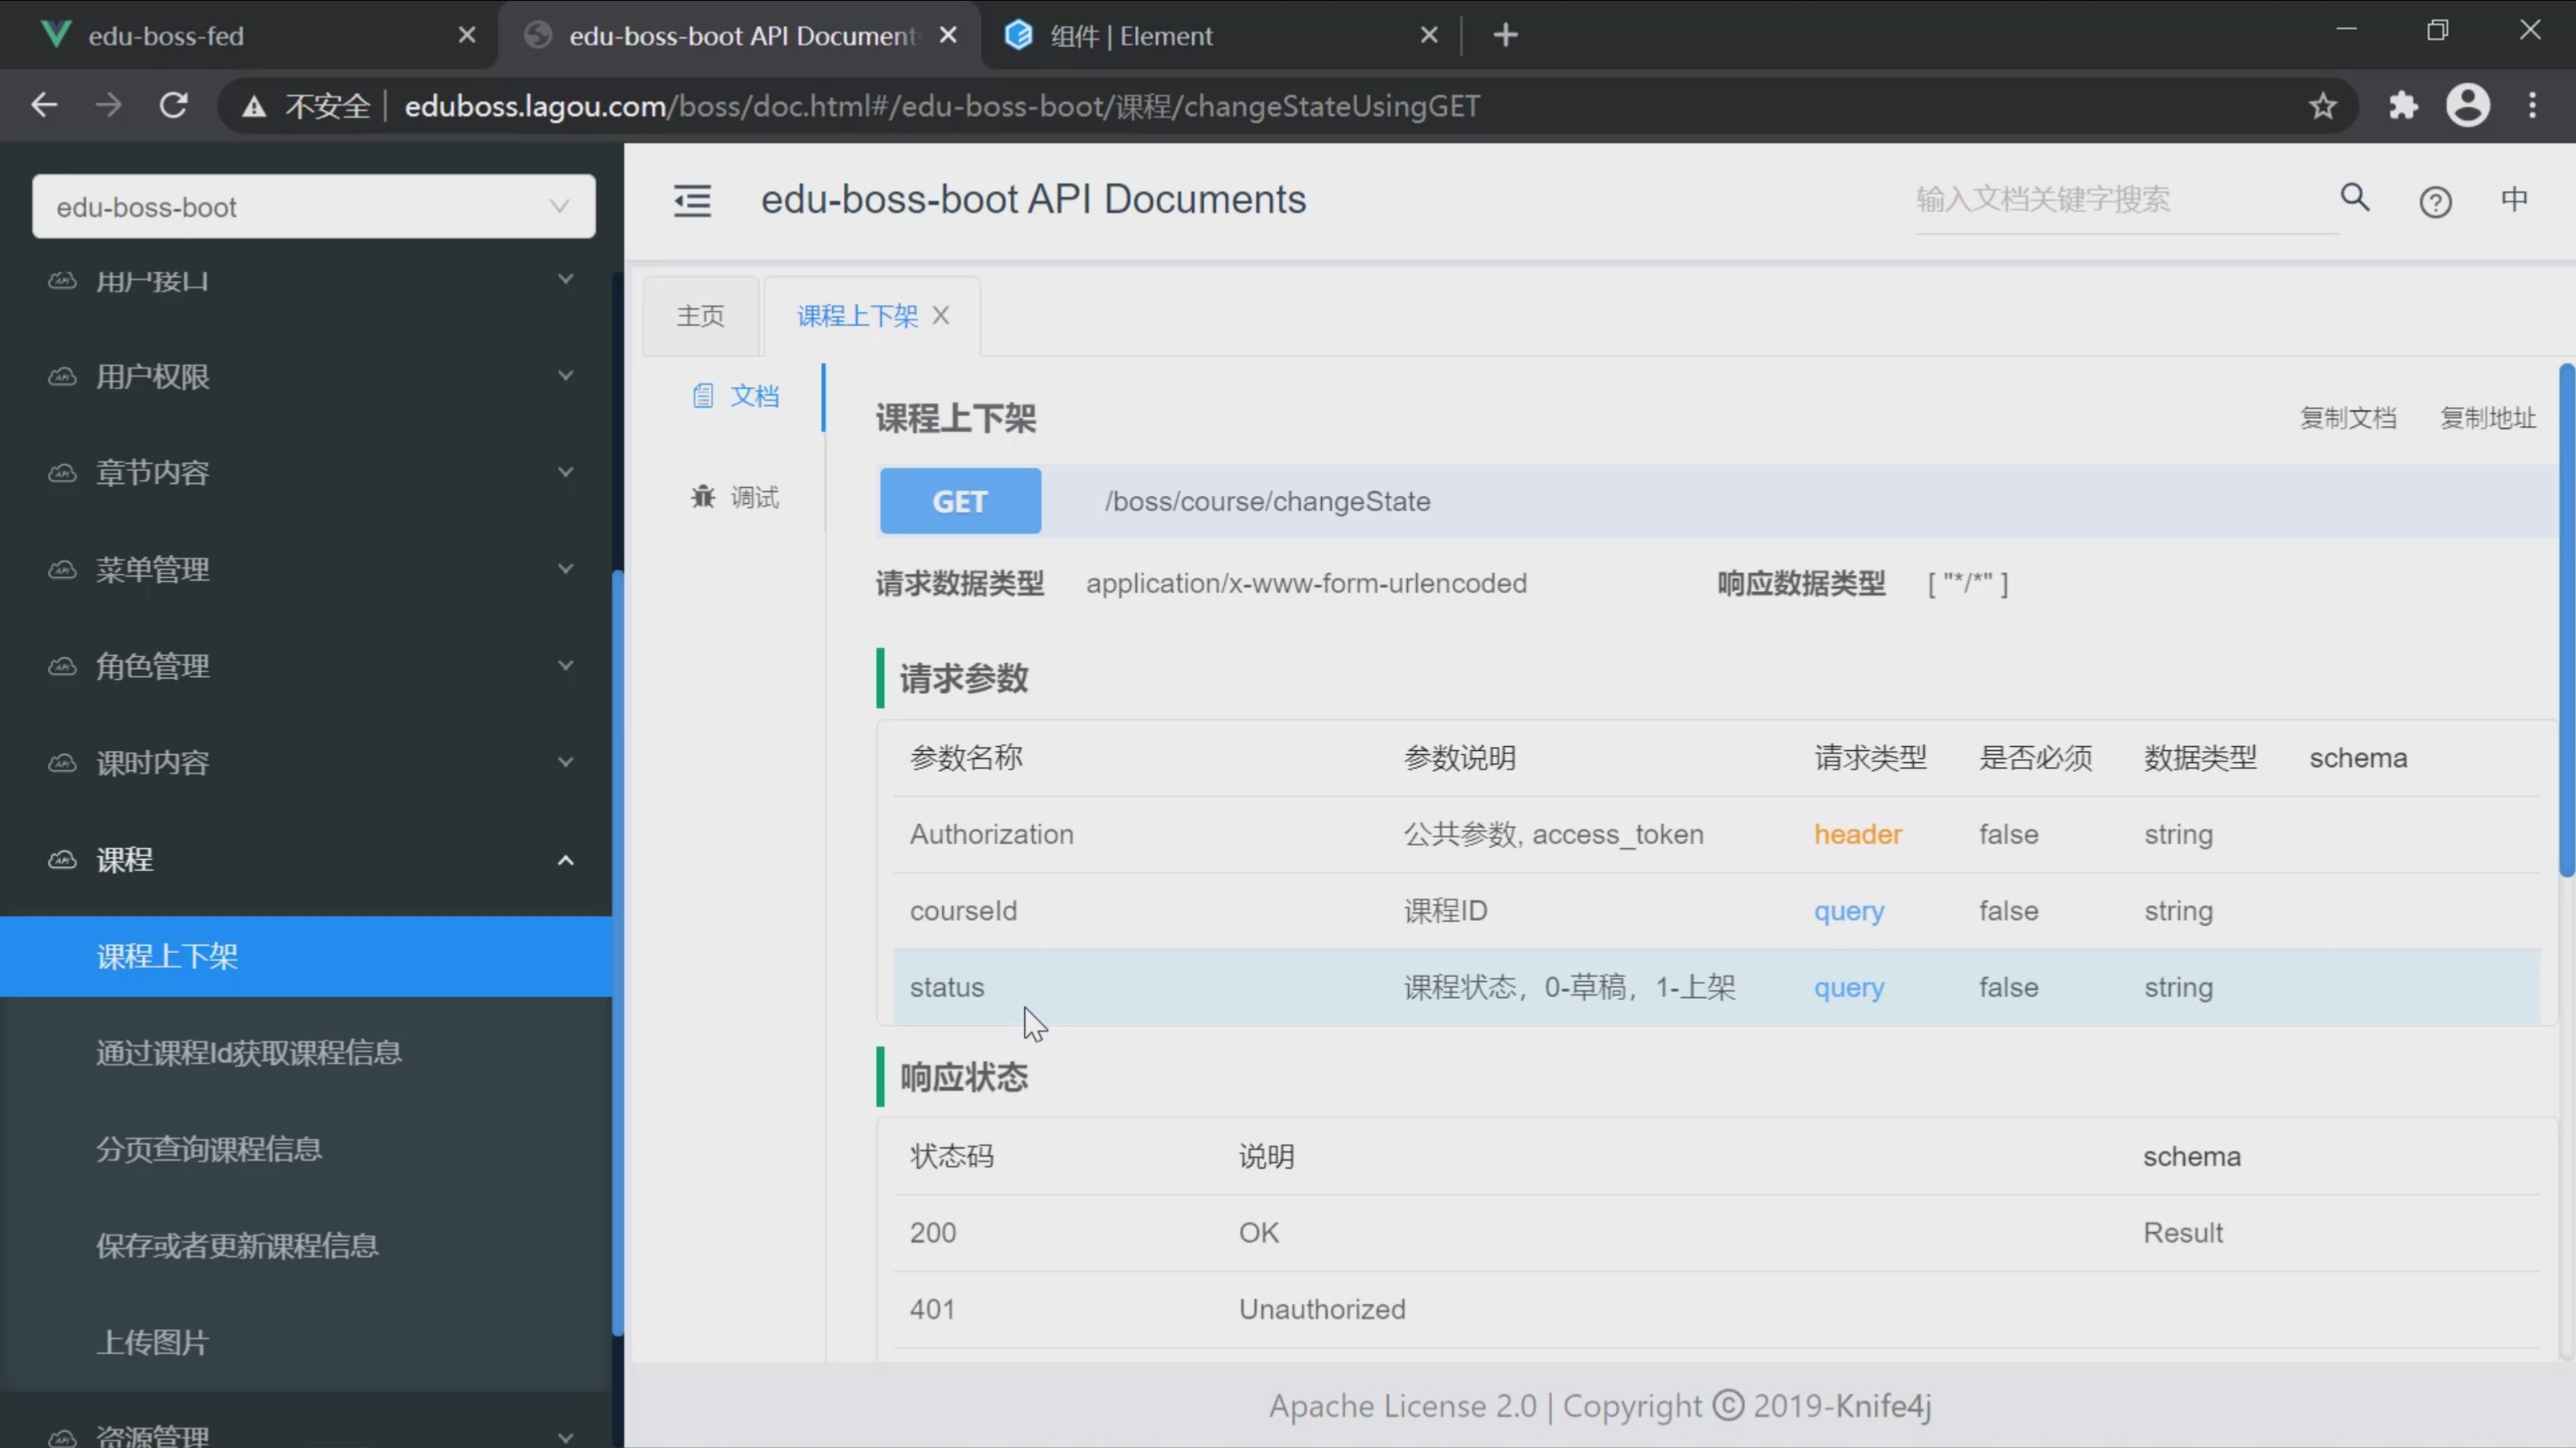 edu-boss-fed
edu-boss-boot API Document
组件 | Element
不安全
eduboss.lagou.com/boss/doc.html#/edu-boss-boot/课程/changeStateUsingGET
edu-boss-boot
用户接口
用户权限
章节内容
菜单管理
角色管理
课时内容
课程
课程上下架
通过课程Id获取课程信息
分页查询课程信息
保存或者更新课程信息
上传图片
资源管理
edu-boss-boot API Documents
输入文档关键字搜索
中
主页
课程上下架
文档
调试
课程上下架
复制文档 复制地址
GET /boss/course/changeState
请求数据类型 application/x-www-form-urlencoded 响应数据类型 [ "*/*" ]
请求参数
参数名称 参数说明 请求类型 是否必须 数据类型 schema
Authorization 公共参数, access_token header false string
courseId 课程ID query false string
status 课程状态，0-草稿，1-上架 query false string
响应状态
状态码 说明 schema
200 OK Result
401 Unauthorized
Apache License 2.0 | Copyright © 2019-Knife4j